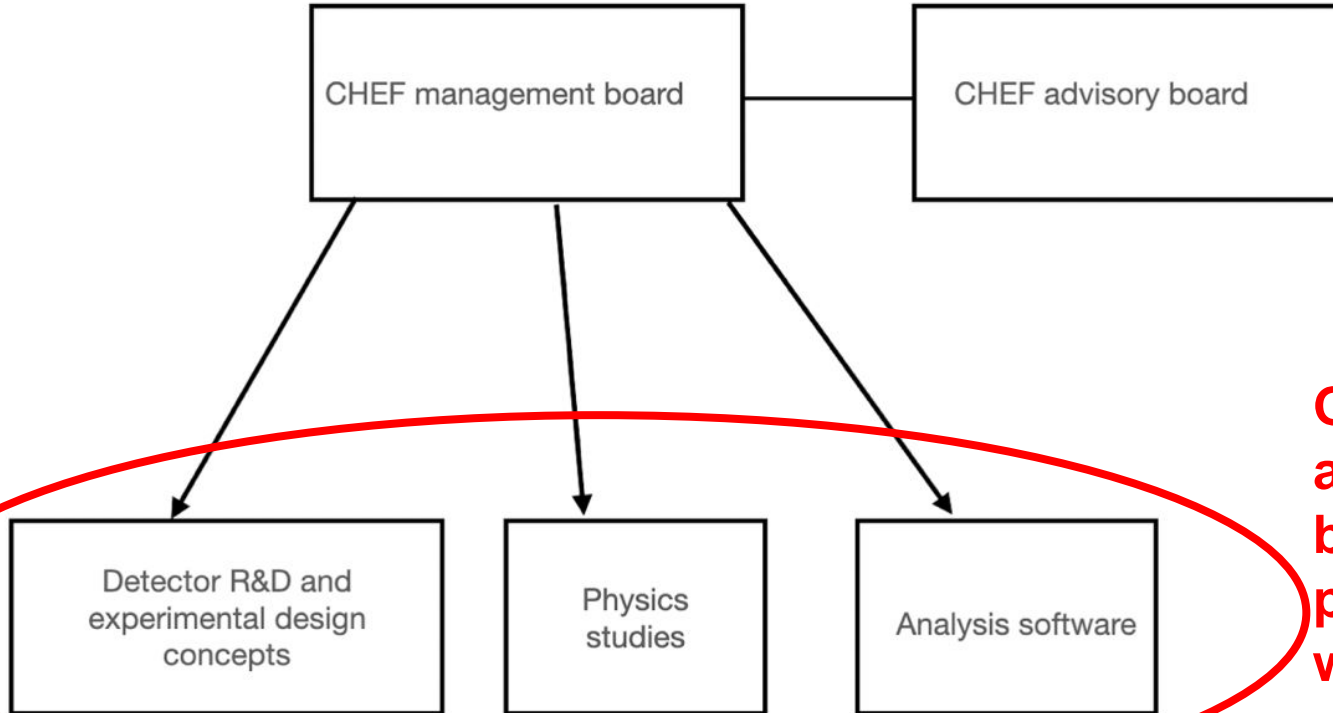 CHEF management board
CHEF advisory board
Detector R&D and
experimental design
concepts
Physics
studies
Analysis software